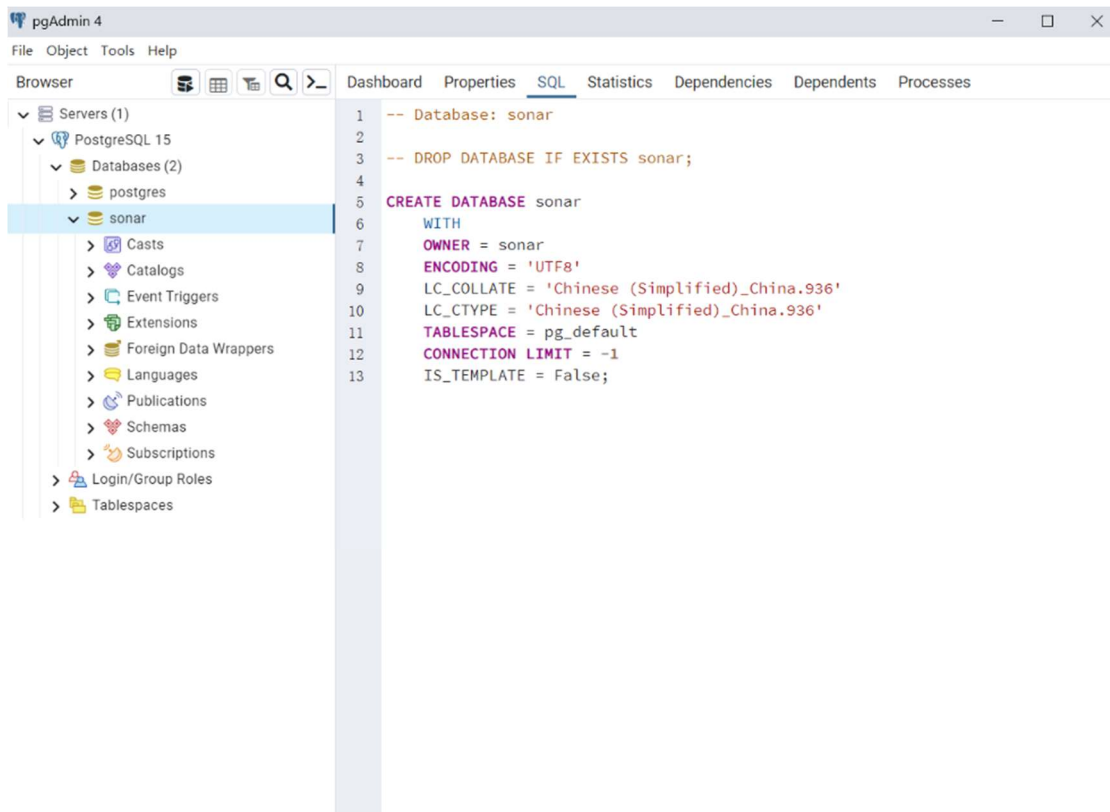 pgAdmin 4
File Object Tools Help
Browser
Dashboard Properties SQL Statistics Dependencies Dependents Processes
Servers (1)
PostgreSQL 15
Databases (2)
postgres
sonar
Casts
Catalogs
Event Triggers
Extensions
Foreign Data Wrappers
Languages
Publications
Schemas
Subscriptions
Login/Group Roles
Tablespaces
1 -- Database: sonar
2
3 -- DROP DATABASE IF EXISTS sonar;
4
5 CREATE DATABASE sonar
6 WITH
7 OWNER = sonar
8 ENCODING = 'UTF8'
9 LC_COLLATE = 'Chinese (Simplified)_China.936'
10 LC_CTYPE = 'Chinese (Simplified)_China.936'
11 TABLESPACE = pg_default
12 CONNECTION LIMIT = -1
13 IS_TEMPLATE = False;